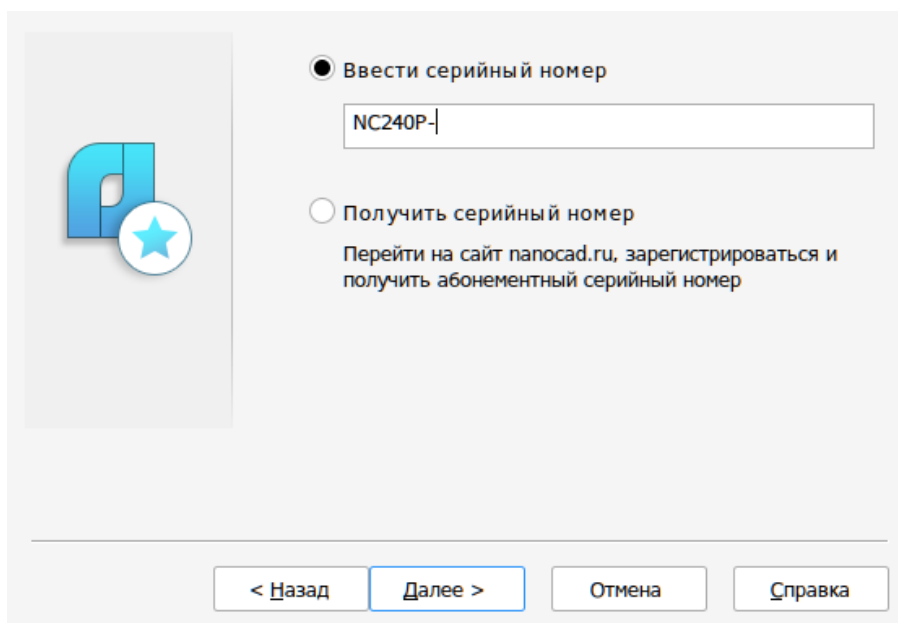 Ввести серийный номер
NC240P-
Получить серийный номер
Перейти на сайт nanocad.ru, зарегистрироваться и
получить абонементный серийный номер
< Назад Далее > Отмена Справка